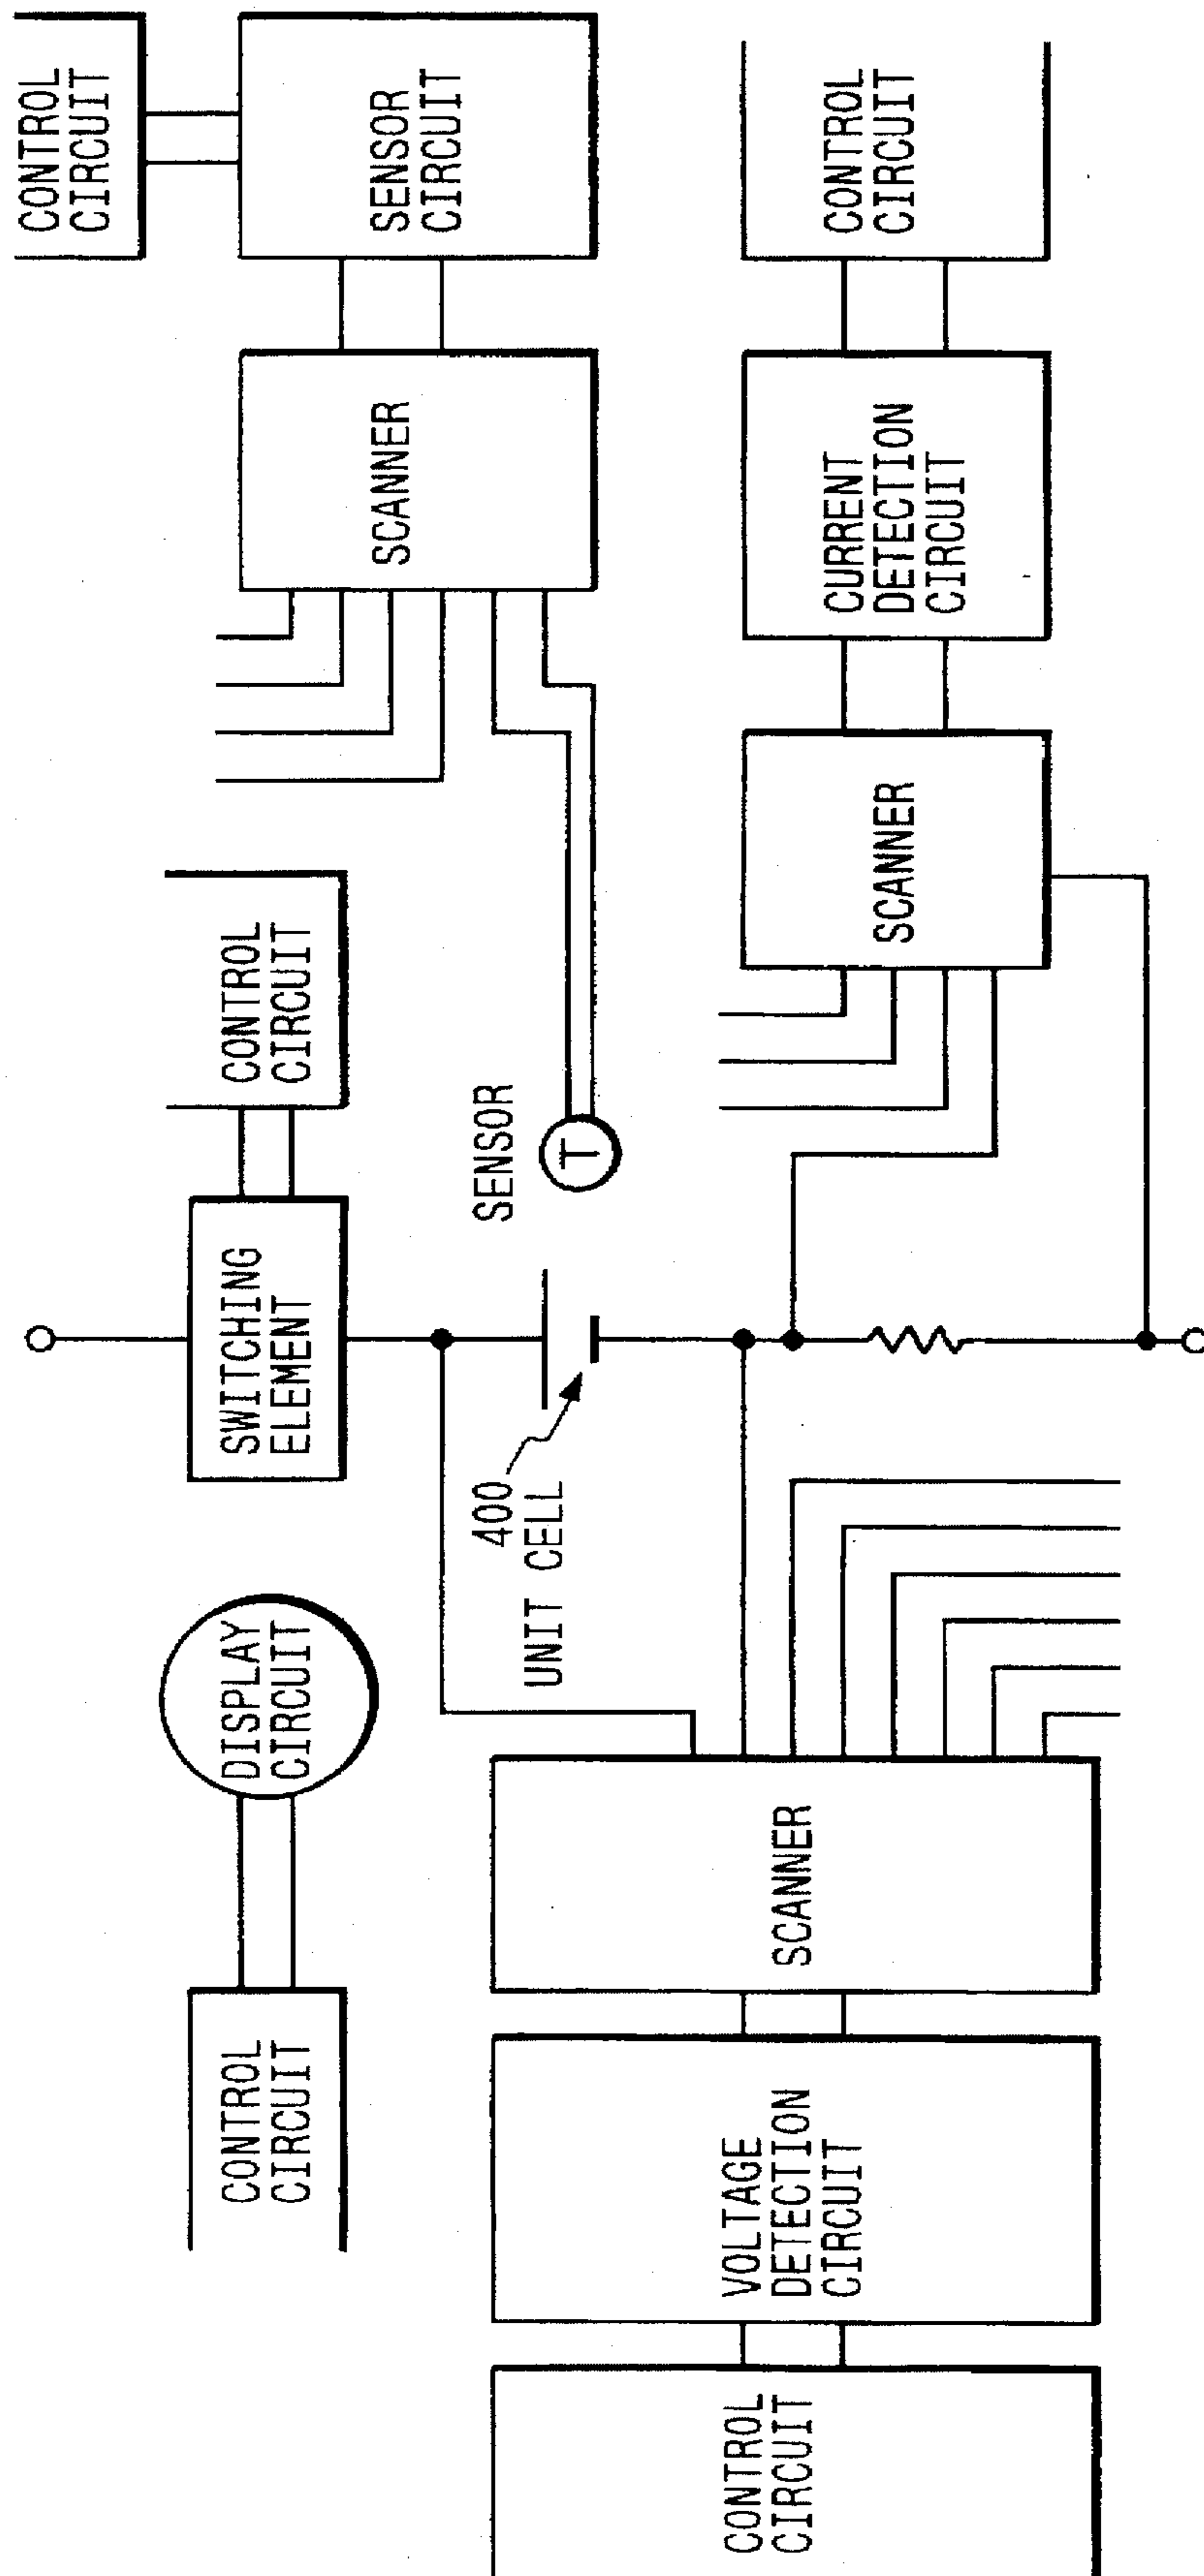 CONTROL
CIRCUIT
DISPLAY
CIRCUIT
SWITCHING
ELEMENT
CONTROL
CIRCUIT
CONTROL
CIRCUIT
400
UNIT CELL
SENSOR
T
SCANNER
SENSOR
CIRCUIT
CONTROL
CIRCUIT
VOLTAGE
DETECTION
CIRCUIT
SCANNER
SCANNER
CURRENT
DETECTION
CIRCUIT
CONTROL
CIRCUIT